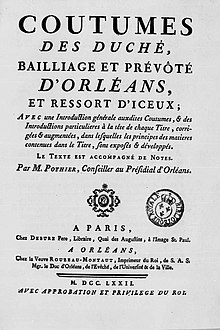 COUTUMES
DES DUCHÉ,
BAILLIAGE ET PRÉVÔTÉ
D'ORLÉANS,
ET RESSORT D'ICEUX;
AVEC une Introduction générale auxdites Coutumes, & des
Introductions particulieres à la tête de chaque Titre, corri-
gées & augmentées, dans lesquelles les principes des matieres
contenues dans le Titre, sont exposés & développés.
LE TEXTE EST ACCOMPAGNÉ DE NOTES.
Par M. POTHIER, Conseiller au Présidial d'Orléans.
A PARIS,
Chez DEBURE Pere, Libraire, Quai des Augustins, à l'Image St. Paul.
A ORLÉANS,
Chez la Veuve ROUZEAU-MONTAUT, Imprimeur du Roi, de S. A. S.
Mgr. le Duc d'Orléans, de l'Evêché, de l'Université & de la Ville.
M. DCC. LXXII.
AVEC APPROBATION ET PRIVILEGE DU ROI.